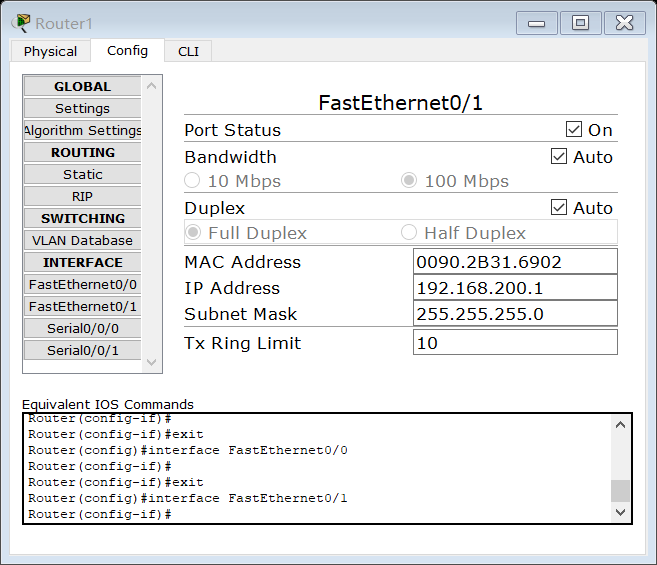 Router1
Physical Config CLI
GLOBAL
Settings
Algorithm Settings
ROUTING
Static
RIP
SWITCHING
VLAN Database
INTERFACE
FastEthernet0/0
FastEthernet0/1
Serial0/0/0
Serial0/0/1
FastEthernet0/1
Port Status On
Bandwidth Auto
10 Mbps 100 Mbps
Duplex Auto
Full Duplex Half Duplex
MAC Address 0090.2B31.6902
IP Address 192.168.200.1
Subnet Mask 255.255.255.0
Tx Ring Limit 10
Equivalent IOS Commands
Router(config-if)#
Router(config-if)#exit
Router(config)#interface FastEthernet0/0
Router(config-if)#
Router(config-if)#exit
Router(config)#interface FastEthernet0/1
Router(config-if)#